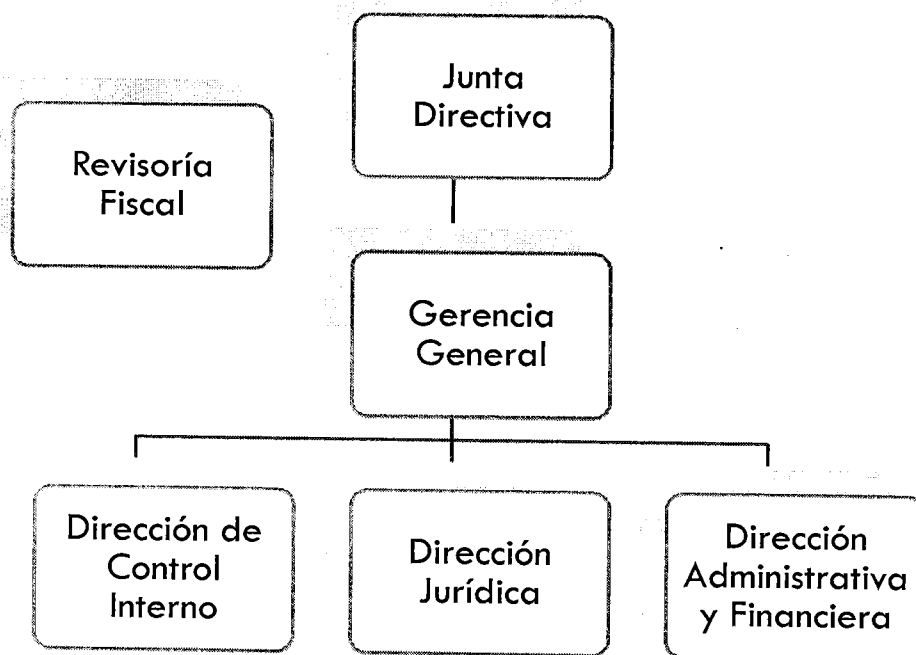 Junta
Directiva
Revisoría
Fiscal
Gerencia
General
Dirección de
Control
Interno
Dirección
Jurídica
Dirección
Administrativa
y Financiera